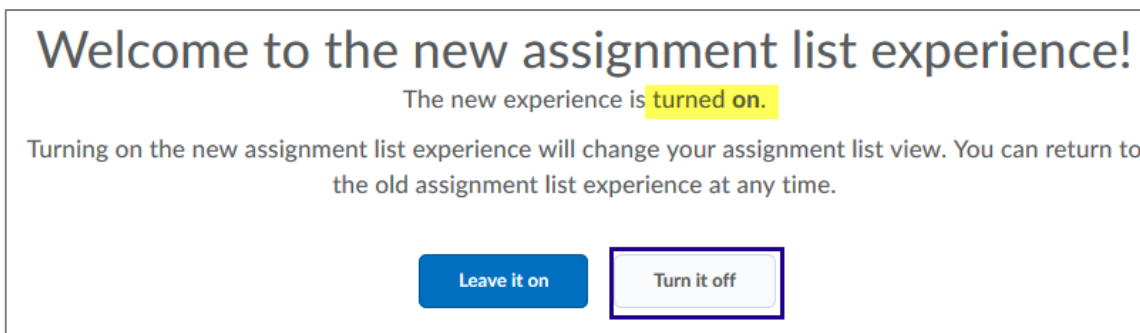 Welcome to the new assignment list experience!
The new experience is turned on.
Turning on the new assignment list experience will change your assignment list view. You can return to
the old assignment list experience at any time.
Leave it on
Turn it off